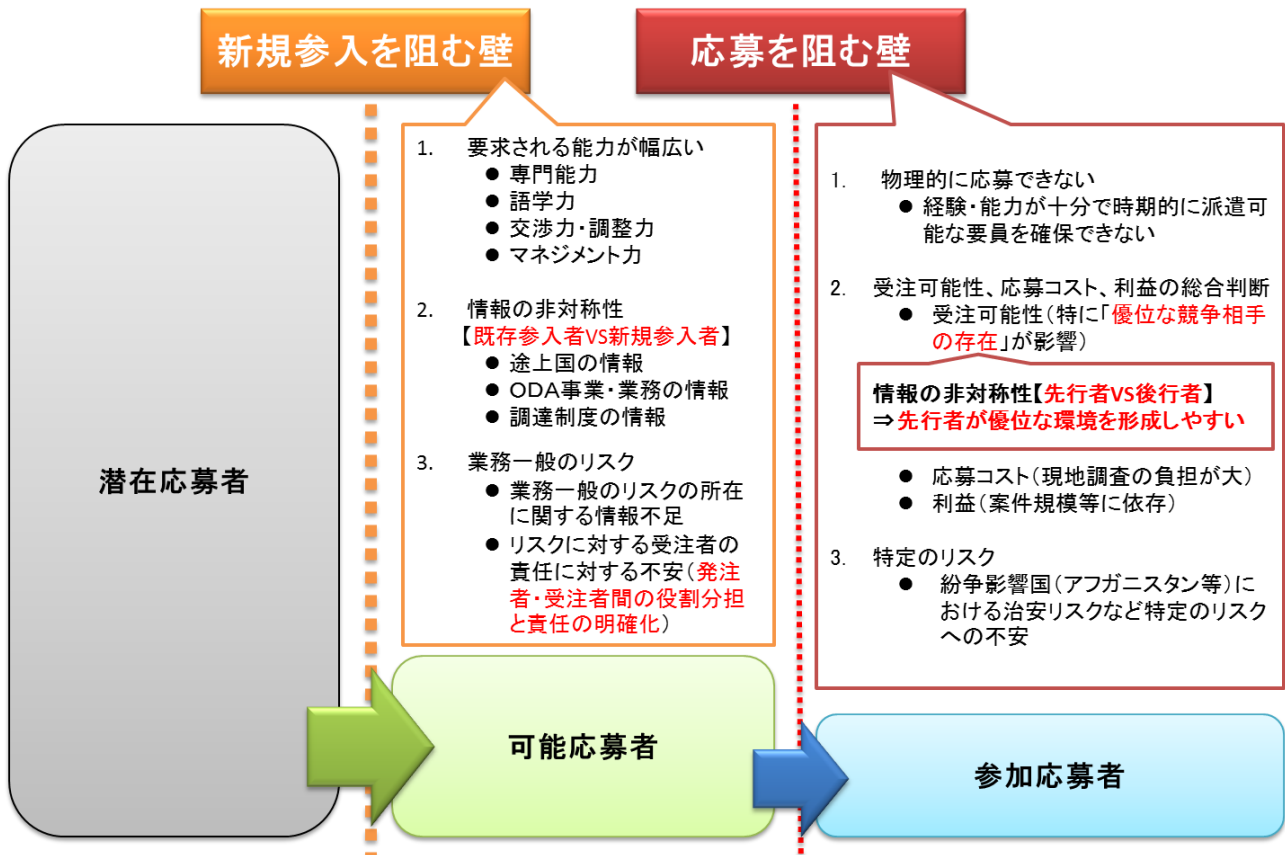 新規参入を阻む壁
応募を阻む壁
潜在応募者
1. 要求される能力が幅広い
● 専門能力
● 語学力
● 交渉力・調整力
● マネジメント力
2. 情報の非対称性
【既存参入者VS新規参入者】
● 途上国の情報
● ODA事業・業務の情報
● 調達制度の情報
3. 業務一般のリスク
● 業務一般のリスクの所在
に関する情報不足
● リスクに対する受注者の
責任に対する不安(発注
者・受注者間の役割分担
と責任の明確化)
可能応募者
1. 物理的に応募できない
● 経験・能力が十分で時期的に派遣可
能な要員を確保できない
2. 受注可能性、応募コスト、利益の総合判断
● 受注可能性(特に「優位な競争相手
の存在」が影響)
情報の非対称性【先行者VS後行者】
⇒先行者が優位な環境を形成しやすい
● 応募コスト(現地調査の負担が大)
● 利益(案件規模等に依存)
3. 特定のリスク
● 紛争影響国(アフガニスタン等)に
おける治安リスクなど特定のリスク
への不安
参加応募者